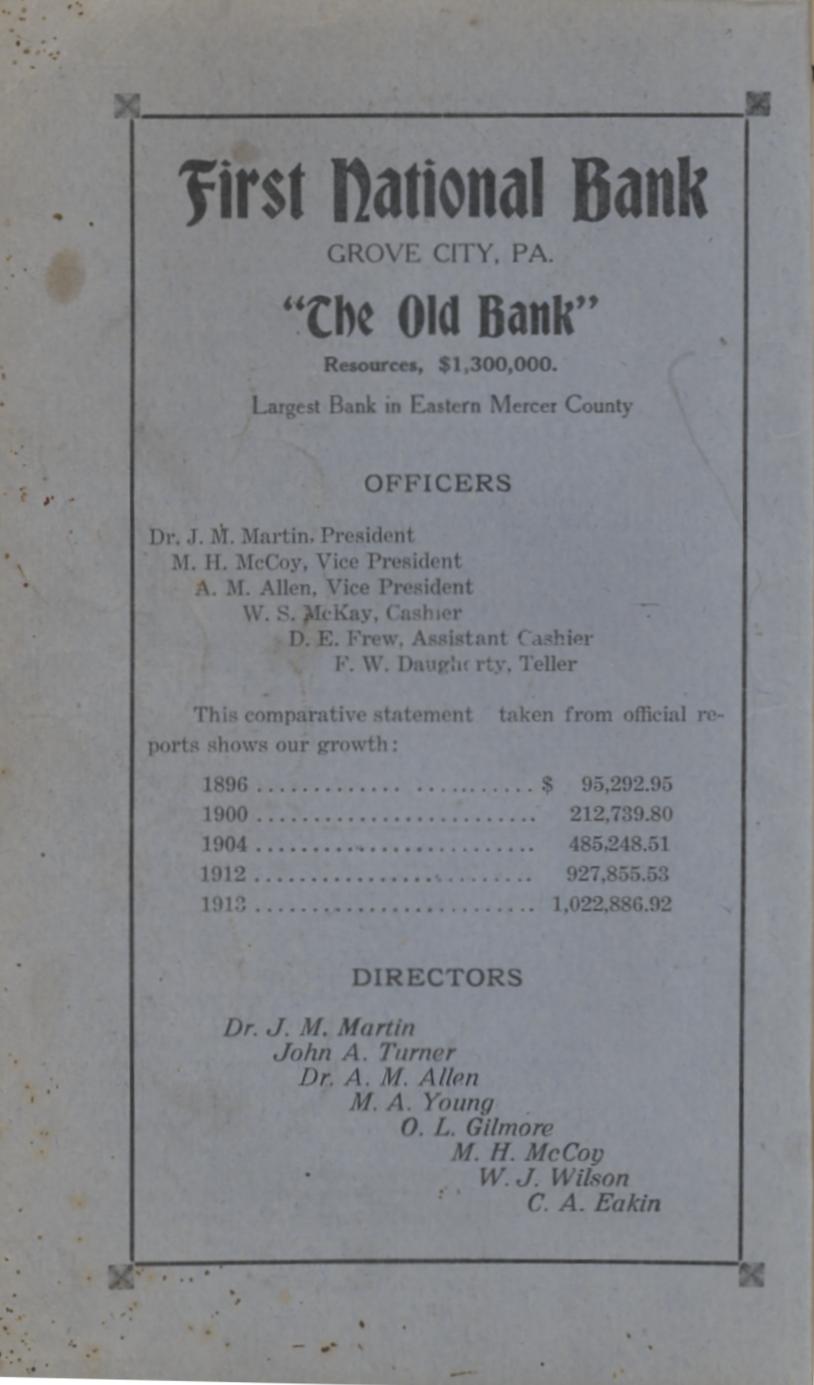 First National Bank
GROVE CITY, PA.
"The Old Bank"
Resources, $1,300,000.
Largest Bank in Eastern Mercer County
OFFICERS
Dr. J. M. Martin, President
M. H. McCoy, Vice President
A. M. Allen, Vice President
W. S. McKay, Cashier
D. E. Frew, Assistant Cashier
F. W. Daugherty, Teller
This comparative statement taken from official re-
ports shows our growth:
1896 ............. ............ $ 95,292.95
1900 ......................... 212,739.80
1904 ......................... 485,248.51
1912 ......................... 927,855.53
1913 ......................... 1,022,886.92
DIRECTORS
Dr. J. M. Martin
John A. Turner
Dr. A. M. Allen
M. A. Young
O. L. Gilmore
M. H. McCoy
W. J. Wilson
C. A. Eakin